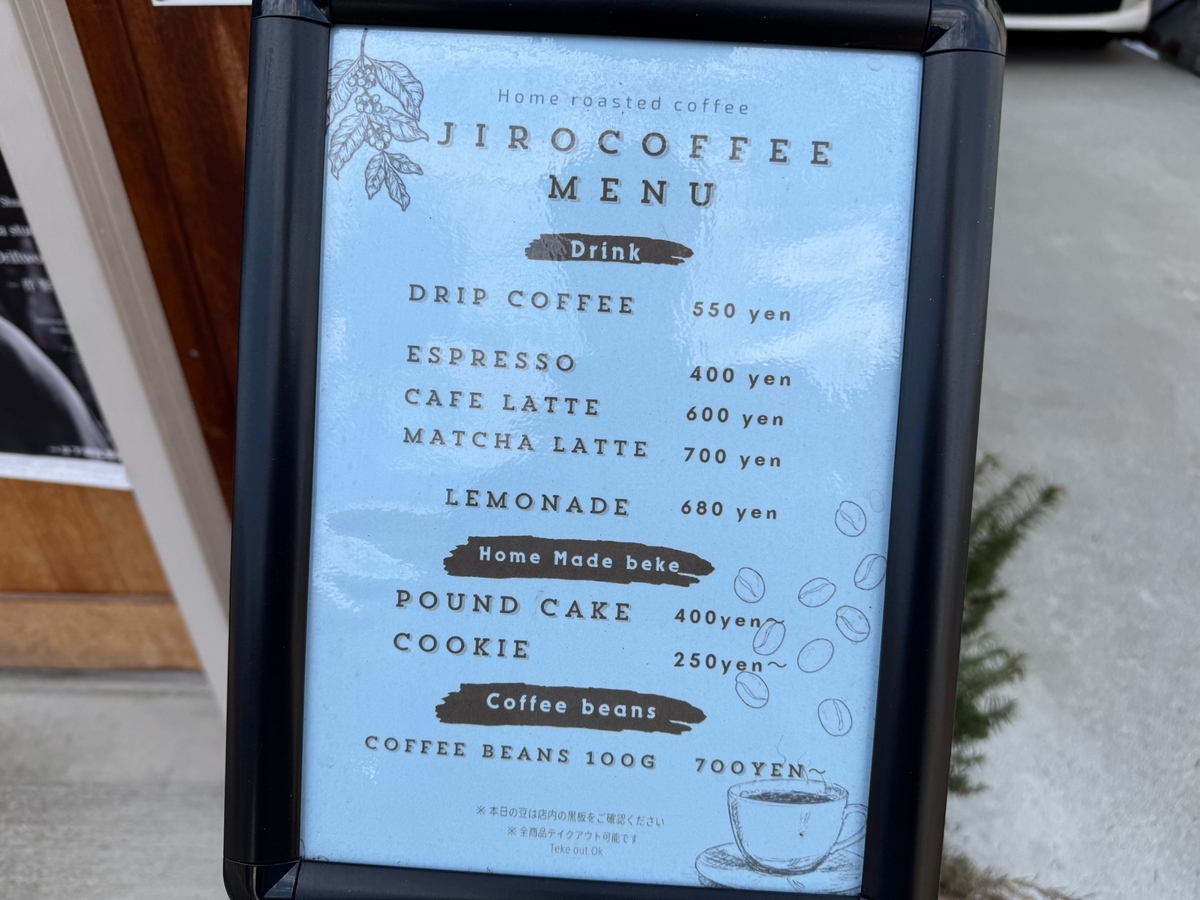 Home roasted coffee
JIROCOFFEE
MENU
Drink
DRIP COFFEE 550 yen
ESPRESSO 400 yen
CAFE LATTE 600 yen
MATCHA LATTE 700 yen
LEMONADE 680 yen
Home Made beke
POUND CAKE 400yen~
COOKIE 250yen~
Coffee beans
COFFEE BEANS 100G 700YEN~
※ 本日の豆は店内の黒板をご確認ください
※ 全商品テイクアウト可能です
Teke out Ok